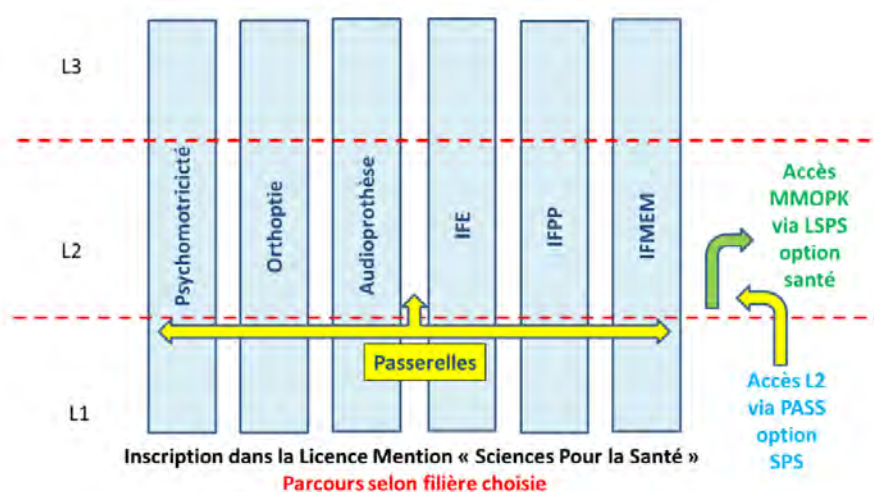 L3
L2
L1
Psychomotricicté
Orthoptie
Audioprothèse
IFE
IFPP
IFMEM
Passerelles
Accès
MMOPK
via LSPS
option
santé
Accès L2
via PASS
option
SPS
Inscription dans la Licence Mention « Sciences Pour la Santé »
Parcours selon filière choisie